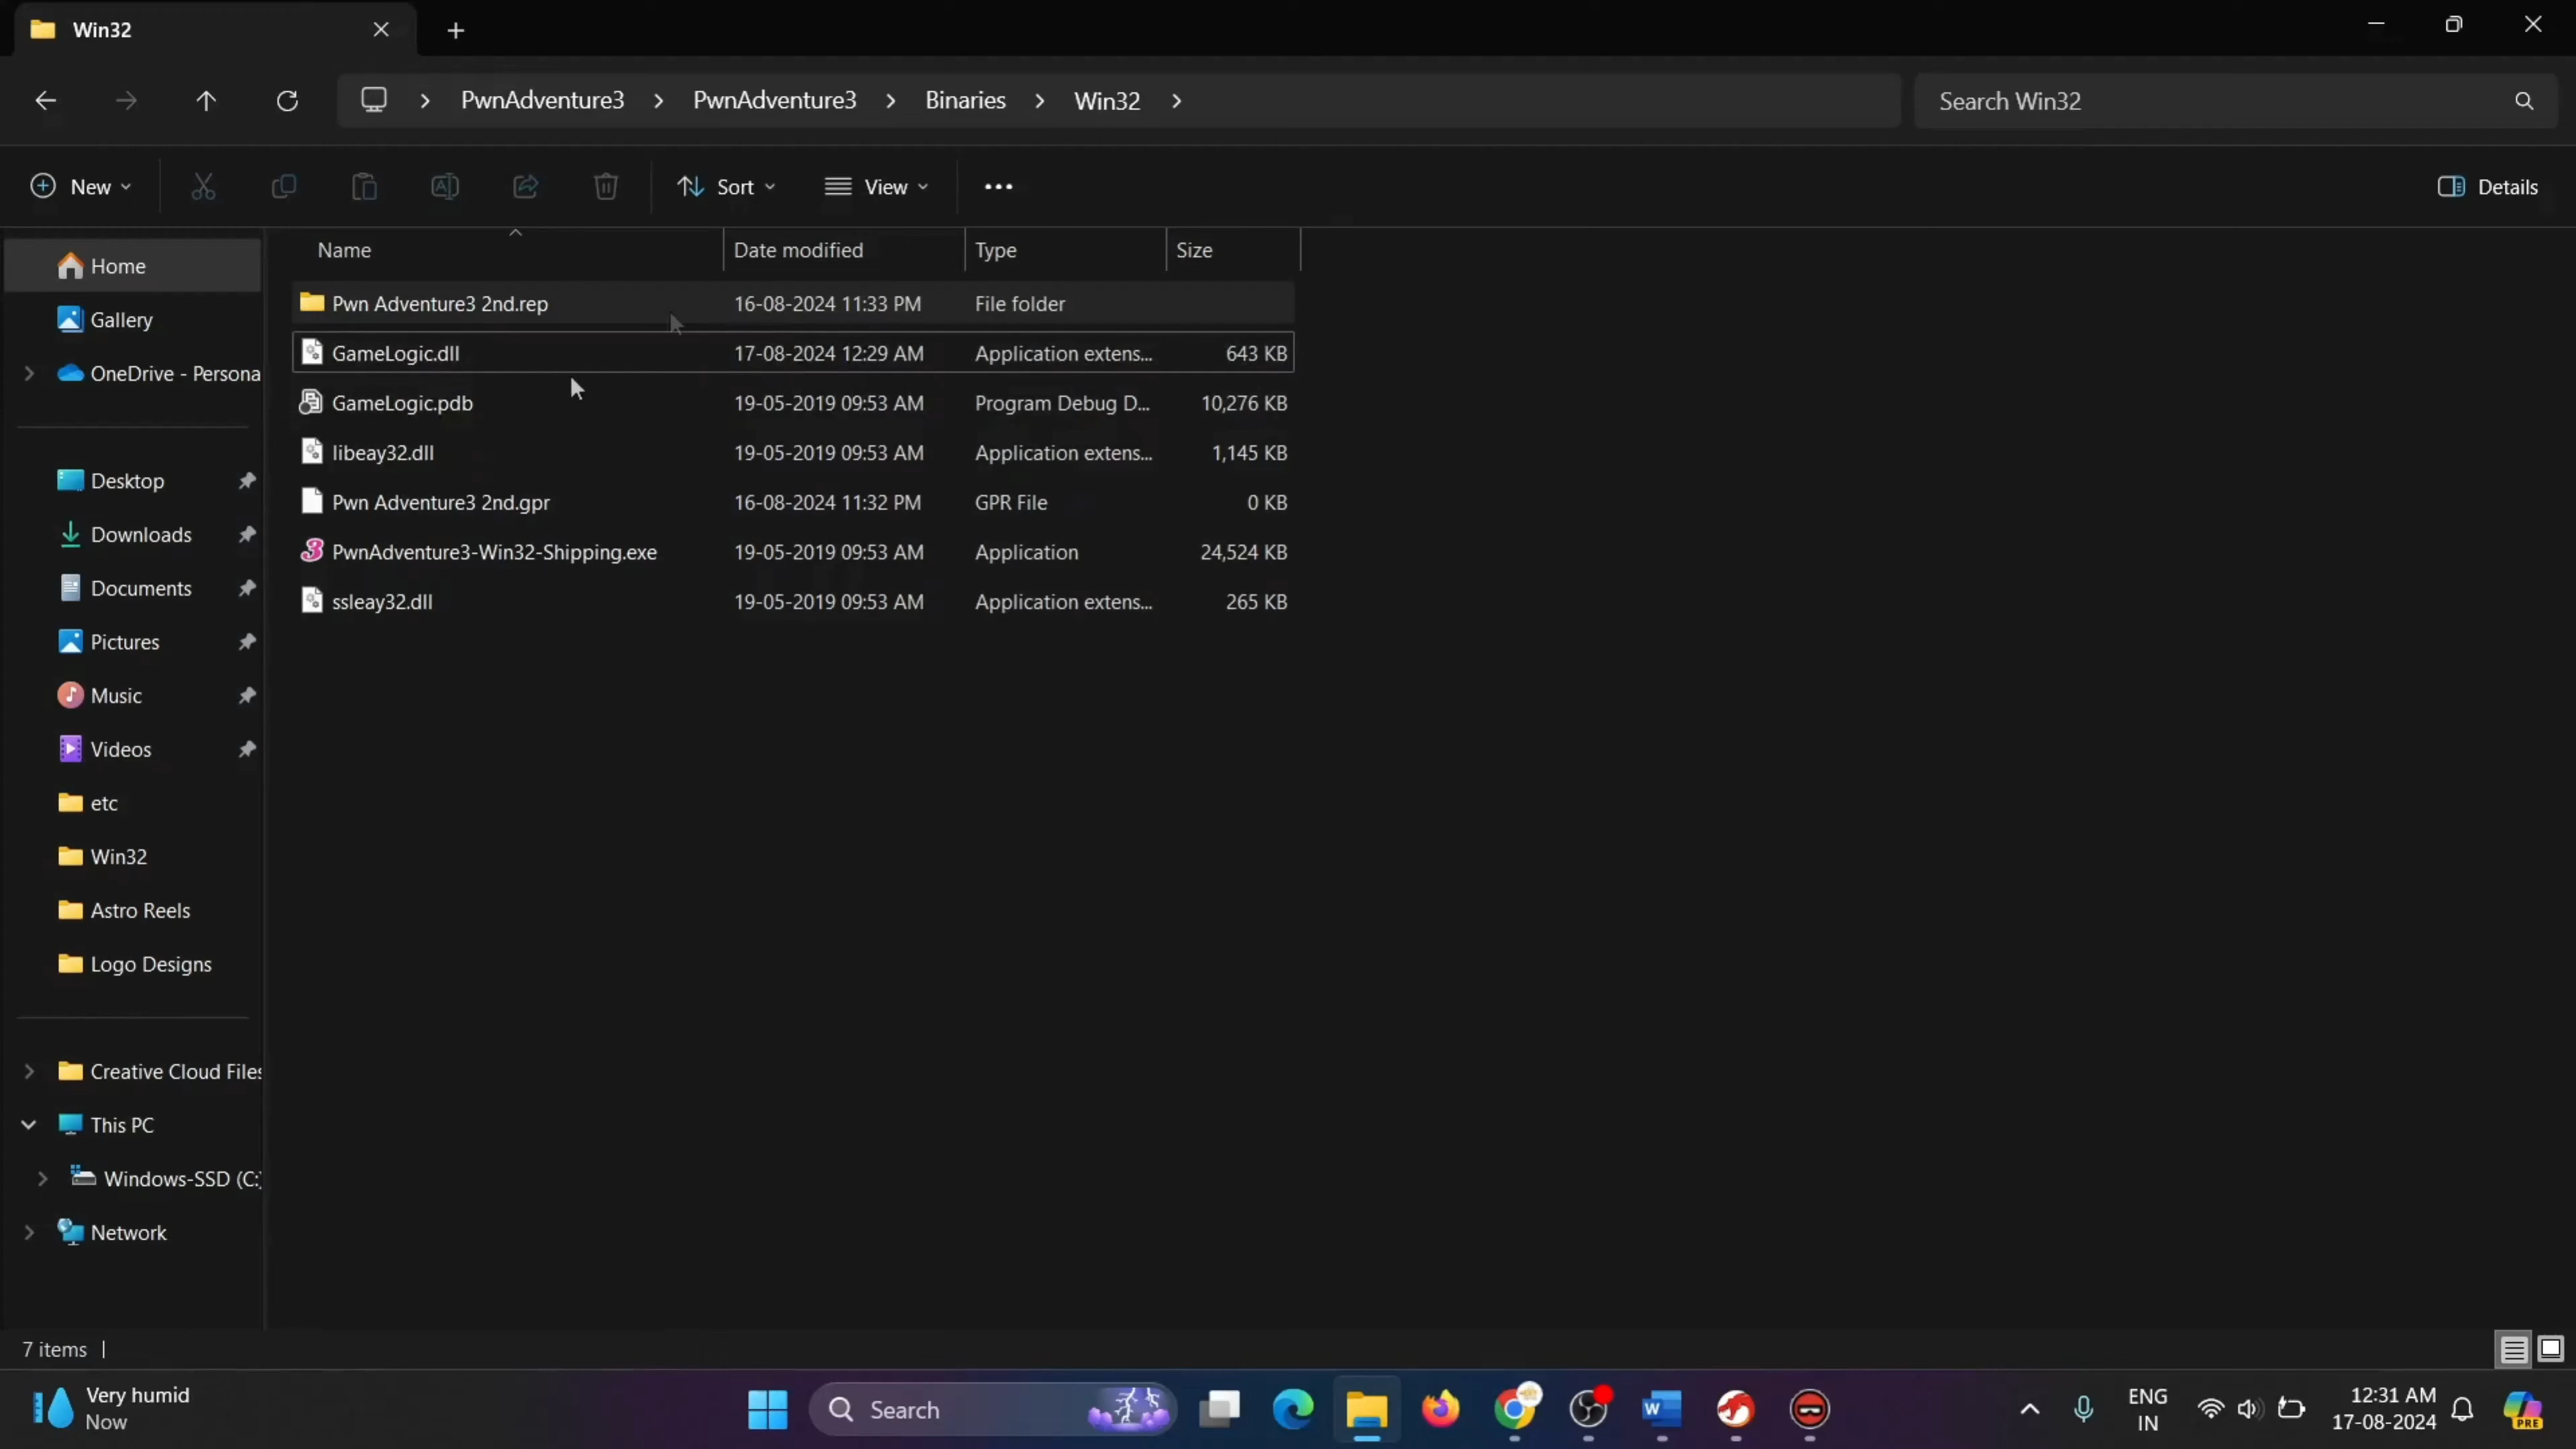 Win32
PwnAdventure3 PwnAdventure3 Binaries Win32
Search Win32
New Sort View Details
Name Date modified Type Size
Home
Gallery
OneDrive - Persona
Desktop
Downloads
Documents
Pictures
Music
Videos
etc
Win32
Astro Reels
Logo Designs
Creative Cloud Files
This PC
Windows-SSD (C:)
Network
Pwn Adventure3 2nd.rep 16-08-2024 11:33 PM File folder
GameLogic.dll 17-08-2024 12:29 AM Application extens... 643 KB
GameLogic.pdb 19-05-2019 09:53 AM Program Debug D... 10,276 KB
libeay32.dll 19-05-2019 09:53 AM Application extens... 1,145 KB
Pwn Adventure3 2nd.gpr 16-08-2024 11:32 PM GPR File 0 KB
PwnAdventure3-Win32-Shipping.exe 19-05-2019 09:53 AM Application 24,524 KB
ssleay32.dll 19-05-2019 09:53 AM Application extens... 265 KB
7 items
Very humid
Now
Search
ENG
IN
12:31 AM
17-08-2024
PRE